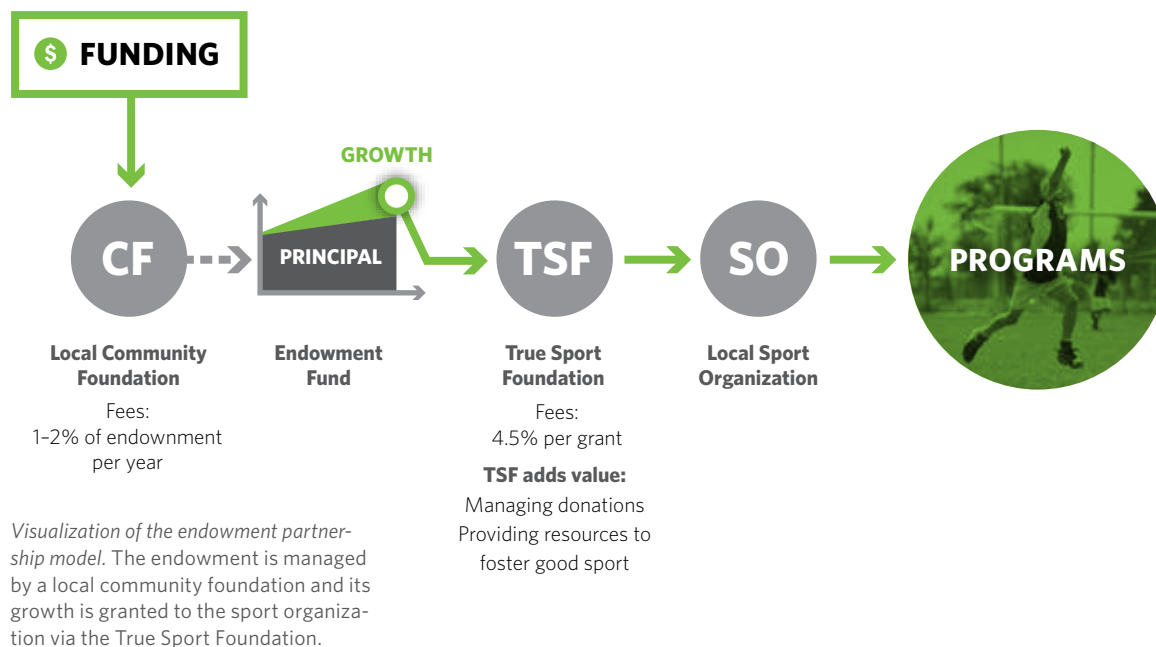 $ FUNDING
GROWTH
CF
PRINCIPAL
TSF
SO
PROGRAMS
Local Community
Foundation
Fees:
1–2% of endownment
per year
Endowment
Fund
True Sport
Foundation
Fees:
4.5% per grant
TSF adds value:
Managing donations
Providing resources to
foster good sport
Local Sport
Organization
Visualization of the endowment partner-
ship model. The endowment is managed
by a local community foundation and its
growth is granted to the sport organiza-
tion via the True Sport Foundation.